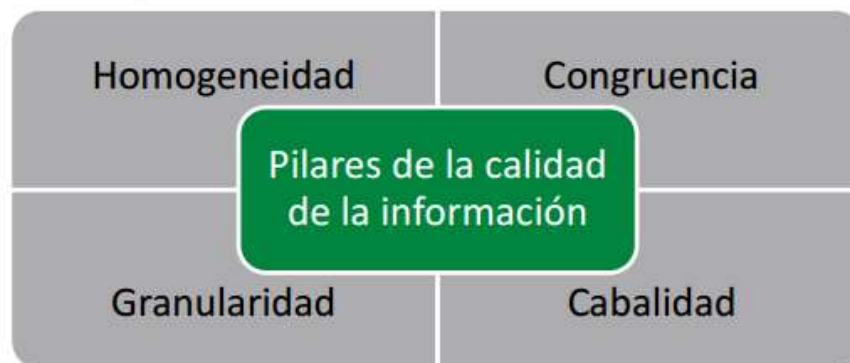 Homogeneidad
Congruencia
Pilares de la calidad
de la información
Granularidad
Cabalidad